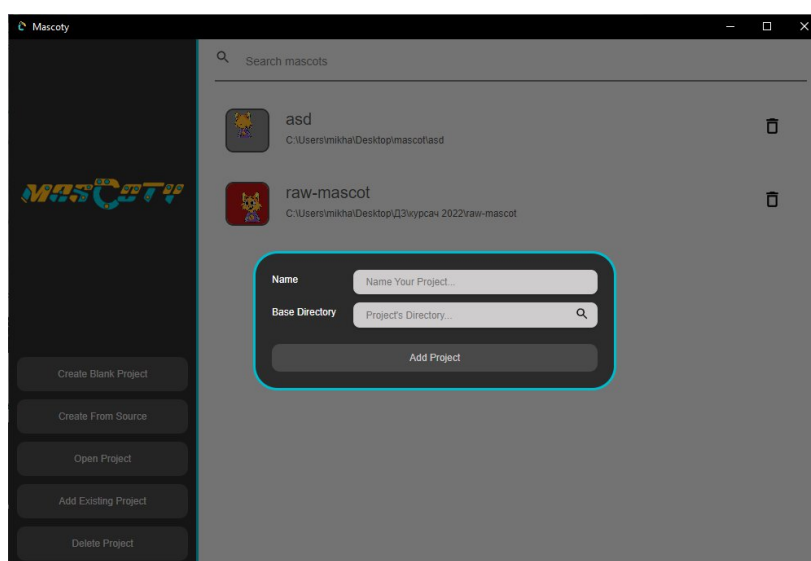 Mascoty
Search mascots
asd
C:\Users\mikha\Desktop\mascot\asd
MASCOTY
raw-mascot
C:\Users\mikha\Desktop\ДЗ\курсач 2022\raw-mascot
Name
Name Your Project...
Base Directory
Project's Directory...
Add Project
Create Blank Project
Create From Source
Open Project
Add Existing Project
Delete Project